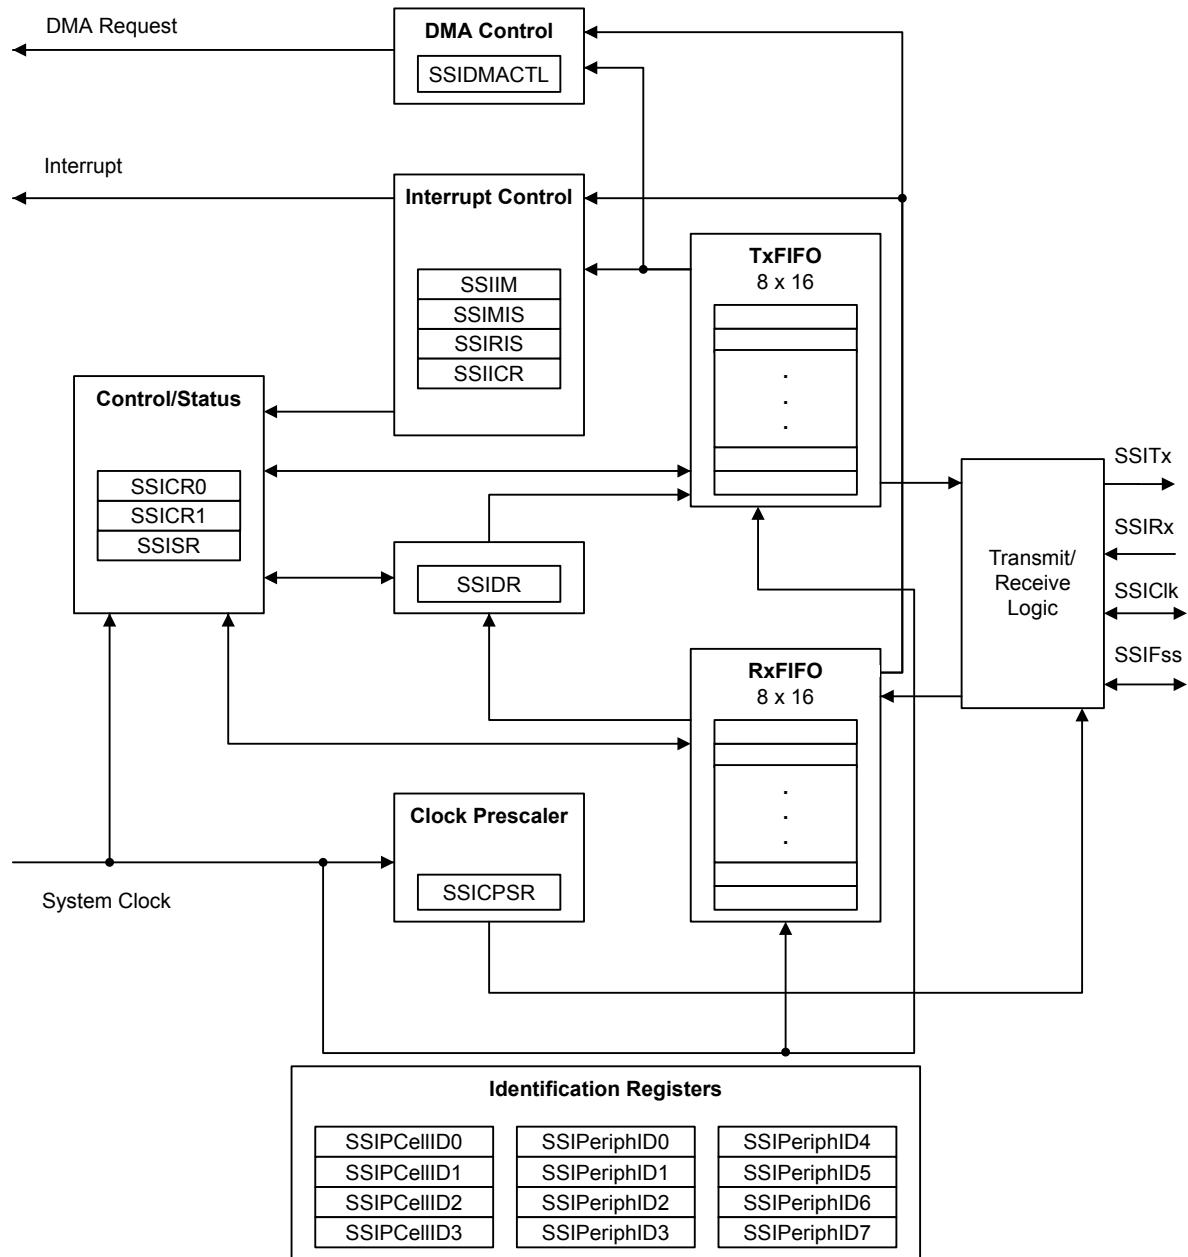 DMA Request
DMA Control
SSIDMACTL
Interrupt
Interrupt Control
SSIIM
SSIMIS
SSIRIS
SSIICR
TxFIFO
8 x 16
.
.
.
Control/Status
SSICR0
SSICR1
SSISR
SSIDR
Transmit/
Receive
Logic
SSITx
SSIRx
SSIClk
SSIFss
RxFIFO
8 x 16
.
.
.
Clock Prescaler
SSICPSR
System Clock
Identification Registers
SSIPCellID0
SSIPCellID1
SSIPCellID2
SSIPCellID3
SSIPeriphID0
SSIPeriphID1
SSIPeriphID2
SSIPeriphID3
SSIPeriphID4
SSIPeriphID5
SSIPeriphID6
SSIPeriphID7